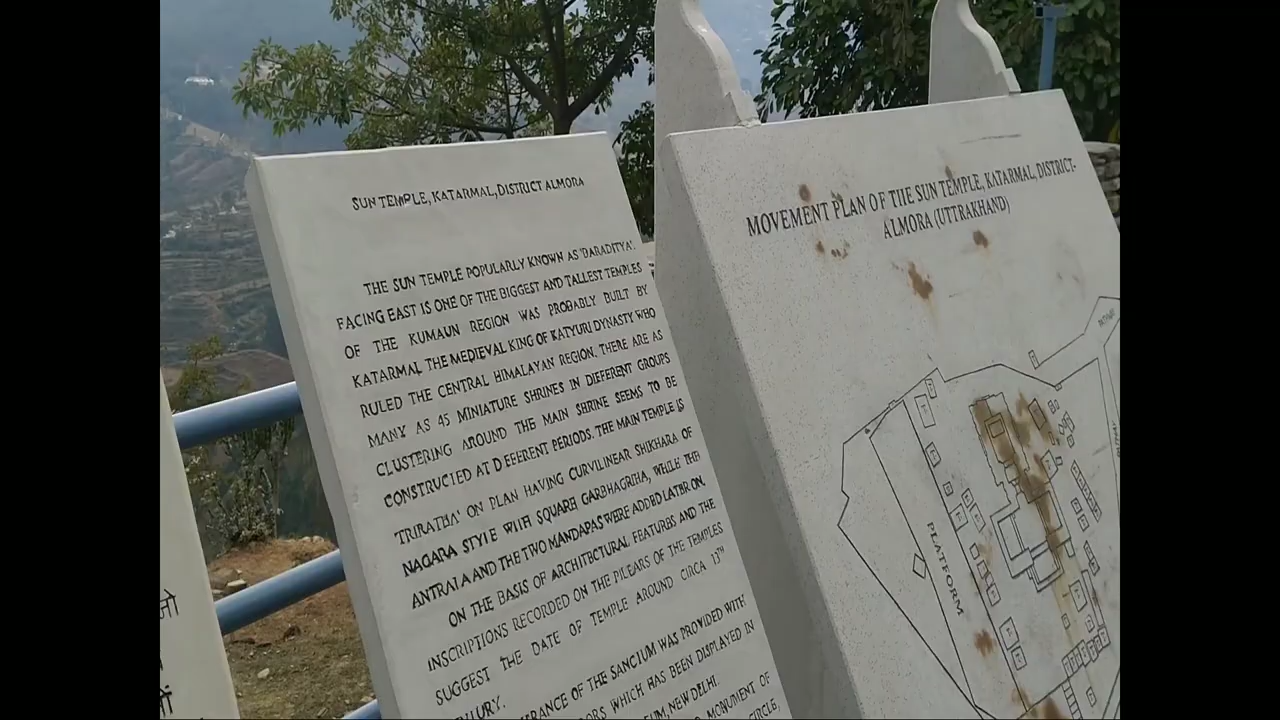 SUN TEMPLE, KATARMAL, DISTRICT ALMORA
THE SUN TEMPLE POPULARLY KNOWN AS 'BARADITYA',
FACING EAST IS ONE OF THE BIGGEST AND TALLEST TEMPLES
OF THE KUMAUN REGION WAS PROBABLY BUILT BY
KATARMAL THE MEDIEVAL KING OF KATYURI DYNASTY WHO
RULED THE CENTRAL HIMALAYAN REGION. THERE ARE AS
MANY AS 45 MINIATURE SHRINES IN DIFFERENT GROUPS
CLUSTERING AROUND THE MAIN SHRINE SEEMS TO BE
CONSTRUCTED AT DIFFERENT PERIODS. THE MAIN TEMPLE IS
'TRIRATHA' ON PLAN HAVING CURVILINEAR SHIKHARA OF
NAGARA STYLE WITH SQUARE GARBHAGRIHA, WHILE THE
ANTRALA AND THE TWO MANDAPAS WERE ADDED LATER ON.
ON THE BASIS OF ARCHITECTURAL FEATURES AND THE
INSCRIPTIONS RECORDED ON THE PILLARS OF THE TEMPLES
SUGGEST THE DATE OF TEMPLE AROUND CIRCA 13TH
OF THE SANCTUM WAS PROVIDED WITH
WHICH HAS BEEN DISPLAYED IN
NEW DELHI.
MONUMENT OF
CIRCLE,
MOVEMENT PLAN OF THE SUN TEMPLE, KATARMAL, DISTRICT-
ALMORA (UTTRAKHAND)
PLATFORM